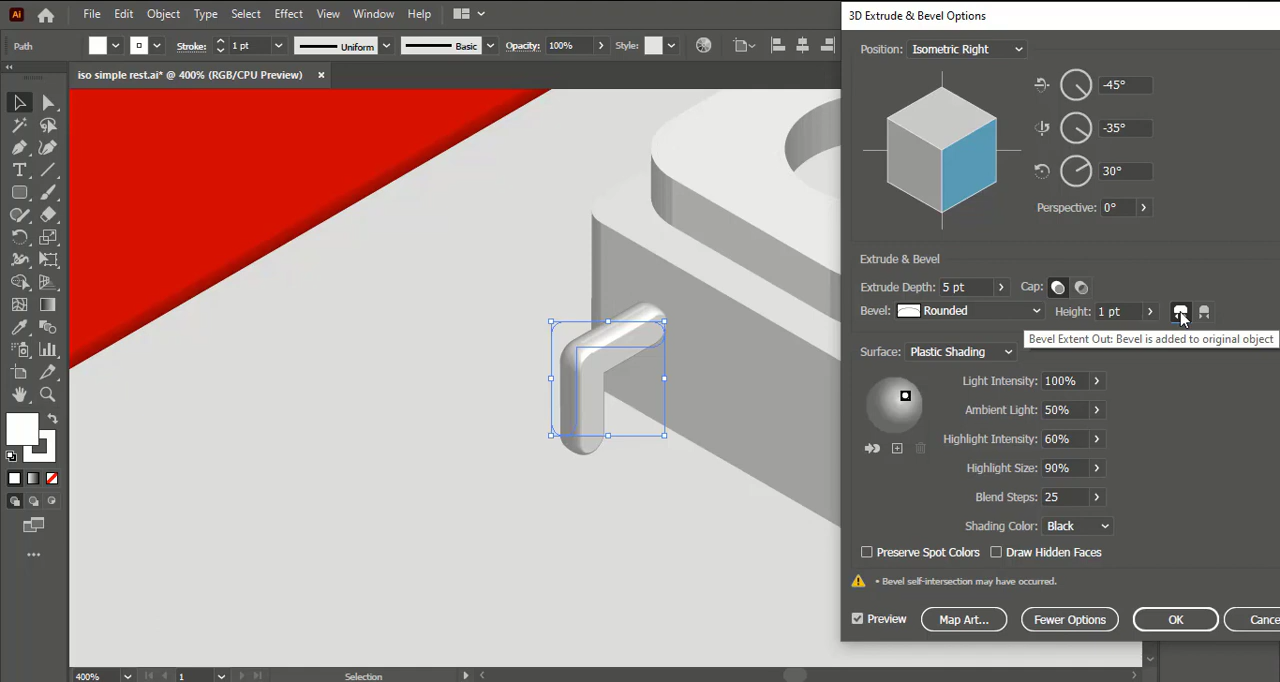 Ai File Edit Object Type Select Effect View Window Help
3D Extrude & Bevel Options
Path Stroke: 1 pt Uniform Basic Opacity: 100% Style:
Position: Isometric Right
iso simple rest.ai* @ 400% (RGB/CPU Preview) ×
-45°
-35°
30°
Perspective: 0°
Extrude & Bevel
Extrude Depth: 5 pt Cap:
Bevel: Rounded Height: 1 pt
Bevel Extent Out: Bevel is added to original object
Surface: Plastic Shading
Light Intensity: 100%
Ambient Light: 50%
Highlight Intensity: 60%
Highlight Size: 90%
Blend Steps: 25
Shading Color: Black
Preserve Spot Colors Draw Hidden Faces
• Bevel self-intersection may have occurred.
Preview Map Art... Fewer Options OK Cance
400% 1 Selection